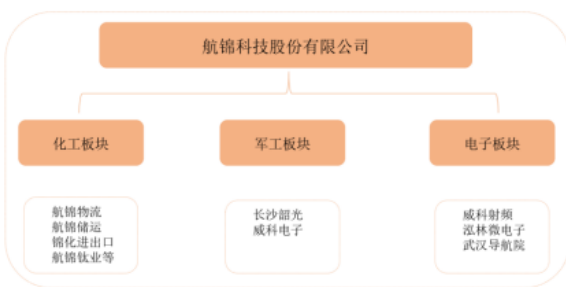 航锦科技股份有限公司
化工板块
军工板块
电子板块
航锦物流
航锦储运
锦化进出口
航锦钛业等
长沙韶光
威科电子
威科射频
泓林微电子
武汉导航院